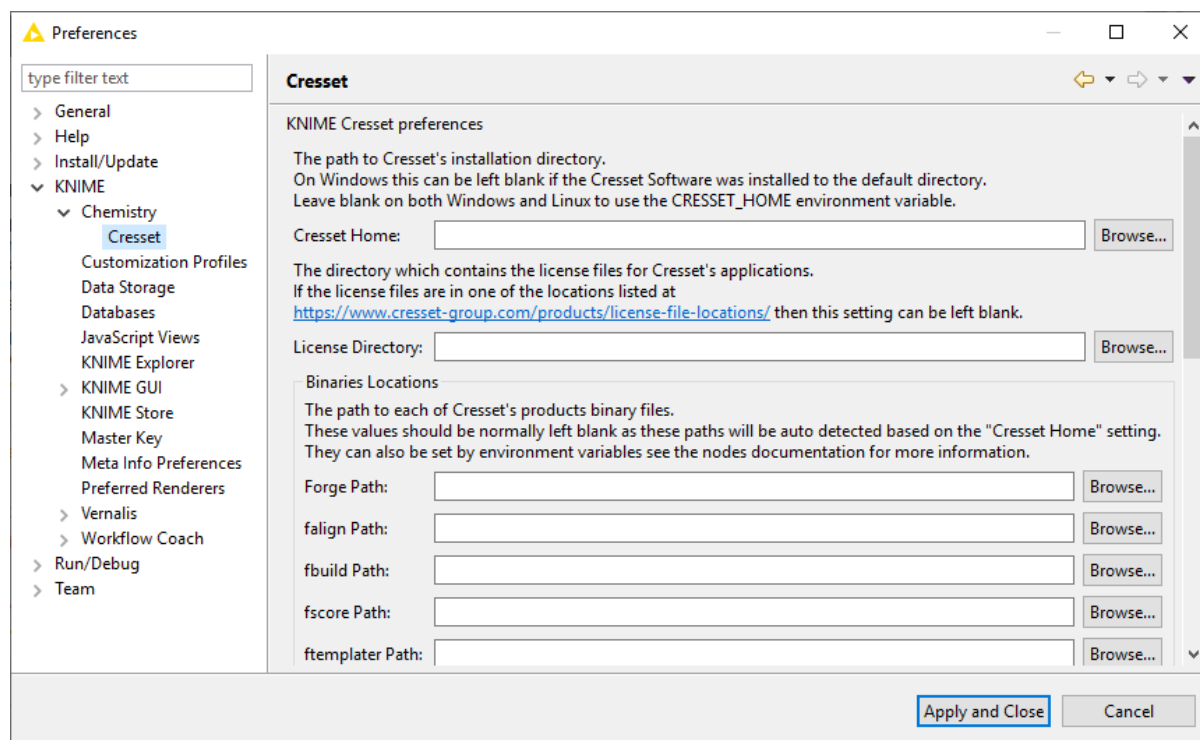 Preferences
type filter text
General
Help
Install/Update
KNIME
Chemistry
Cresset
Customization Profiles
Data Storage
Databases
JavaScript Views
KNIME Explorer
KNIME GUI
KNIME Store
Master Key
Meta Info Preferences
Preferred Renderers
Vernalis
Workflow Coach
Run/Debug
Team
Cresset
KNIME Cresset preferences
The path to Cresset's installation directory.
On Windows this can be left blank if the Cresset Software was installed to the default directory.
Leave blank on both Windows and Linux to use the CRESSET_HOME environment variable.
Cresset Home: Browse...
The directory which contains the license files for Cresset's applications.
If the license files are in one of the locations listed at
https://www.cresset-group.com/products/license-file-locations/ then this setting can be left blank.
License Directory: Browse...
Binaries Locations
The path to each of Cresset's products binary files.
These values should be normally left blank as these paths will be auto detected based on the "Cresset Home" setting.
They can also be set by environment variables see the nodes documentation for more information.
Forge Path: Browse...
falign Path: Browse...
fbuild Path: Browse...
fscore Path: Browse...
ftemplater Path: Browse...
Apply and Close Cancel